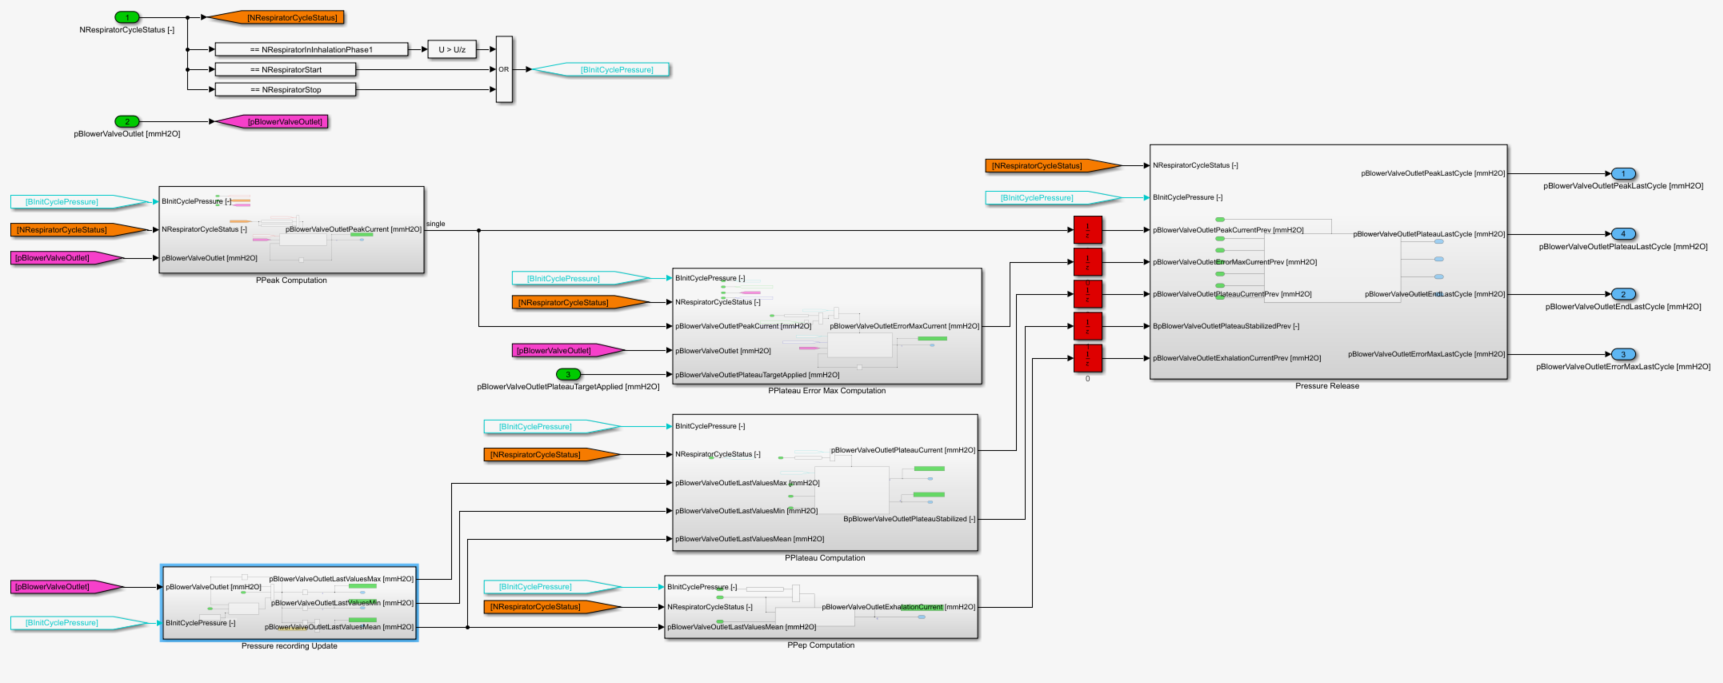 1
NRespiratorCycleStatus [-]
[NRespiratorCycleStatus]
== NRespiratorInInhalationPhase1
U > U/z
== NRespiratorStart
== NRespiratorStop
OR
[BInitCyclePressure]
2
pBlowerValveOutlet [mmH2O]
[pBlowerValveOutlet]
[BInitCyclePressure]
[NRespiratorCycleStatus]
[pBlowerValveOutlet]
BInitCyclePressure [-]
NRespiratorCycleStatus [-]
pBlowerValveOutlet [mmH2O]
pBlowerValveOutletPeakCurrent [mmH2O]
PPeak Computation
single
[BInitCyclePressure]
[NRespiratorCycleStatus]
[pBlowerValveOutlet]
3
pBlowerValveOutletPlateauTargetApplied [mmH2O]
BInitCyclePressure [-]
NRespiratorCycleStatus [-]
pBlowerValveOutletPeakCurrent [mmH2O]
pBlowerValveOutlet [mmH2O]
pBlowerValveOutletPlateauTargetApplied [mmH2O]
pBlowerValveOutletErrorMaxCurrent [mmH2O]
PPlateau Error Max Computation
[BInitCyclePressure]
[NRespiratorCycleStatus]
BInitCyclePressure [-]
NRespiratorCycleStatus [-]
pBlowerValveOutletLastValuesMax [mmH2O]
pBlowerValveOutletLastValuesMin [mmH2O]
pBlowerValveOutletLastValuesMean [mmH2O]
pBlowerValveOutletPlateauCurrent [mmH2O]
BpBlowerValveOutletPlateauStabilized [-]
PPlateau Computation
[pBlowerValveOutlet]
[BInitCyclePressure]
pBlowerValveOutlet [mmH2O]
BInitCyclePressure [-]
pBlowerValveOutletLastValuesMax [mmH2O]
pBlowerValveOutletLastValuesMin [mmH2O]
pBlowerValveOutletLastValuesMean [mmH2O]
Pressure recording Update
[BInitCyclePressure]
[NRespiratorCycleStatus]
BInitCyclePressure [-]
NRespiratorCycleStatus [-]
pBlowerValveOutletLastValuesMean [mmH2O]
pBlowerValveOutletExhalationCurrent [mmH2O]
PPep Computation
[NRespiratorCycleStatus]
[BInitCyclePressure]
0
NRespiratorCycleStatus [-]
BInitCyclePressure [-]
pBlowerValveOutletPeakCurrentPrev [mmH2O]
pBlowerValveOutletErrorMaxCurrentPrev [mmH2O]
pBlowerValveOutletPlateauCurrentPrev [mmH2O]
BpBlowerValveOutletPlateauStabilizedPrev [-]
pBlowerValveOutletExhalationCurrentPrev [mmH2O]
pBlowerValveOutletPeakLastCycle [mmH2O]
pBlowerValveOutletPlateauLastCycle [mmH2O]
pBlowerValveOutletEndLastCycle [mmH2O]
pBlowerValveOutletErrorMaxLastCycle [mmH2O]
Pressure Release
1
pBlowerValveOutletPeakLastCycle [mmH2O]
4
pBlowerValveOutletPlateauLastCycle [mmH2O]
2
pBlowerValveOutletEndLastCycle [mmH2O]
3
pBlowerValveOutletErrorMaxLastCycle [mmH2O]